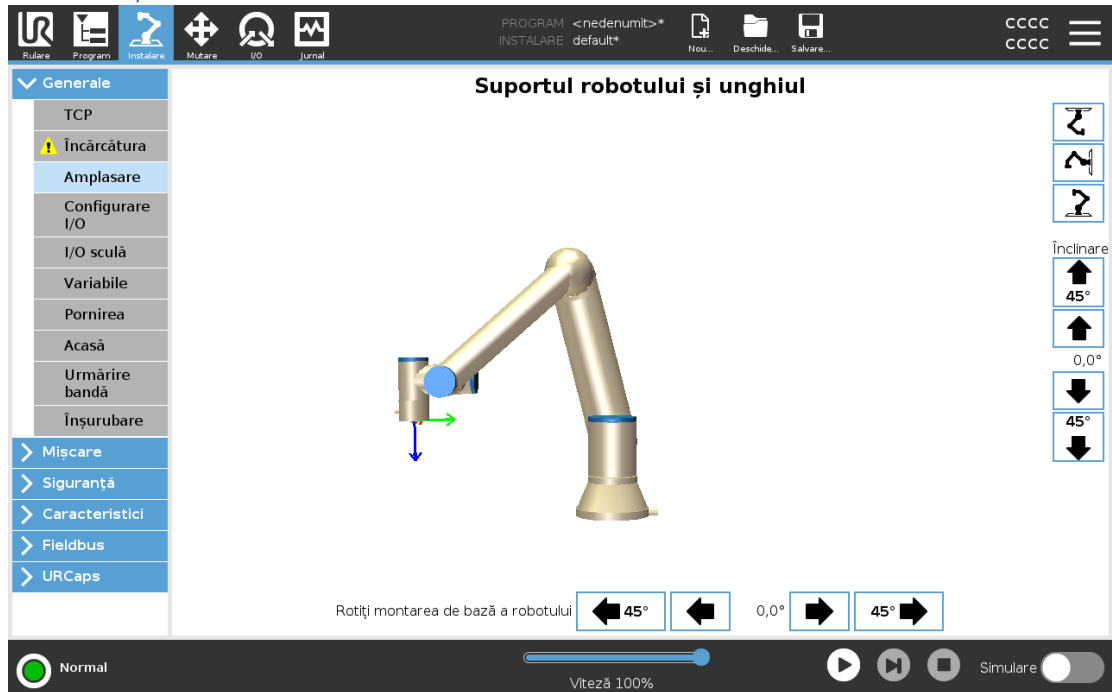 PROGRAM <nedenumit>*
INSTALARE default*
CCCC
CCCC
Rulare Program Instalare Mutare I/O Jurnal Nou... Deschide... Salvare...
Generale
TCP
Încărcătura
Amplasare
Configurare
I/O
I/O sculă
Variabile
Pornirea
Acasă
Urmărire
bandă
Înșurubare
Mișcare
Siguranță
Caracteristici
Fieldbus
URCaps
Suportul robotului și unghiul
Înclinare
45°
0,0°
45°
Rotiți montarea de bază a robotului 45° 0,0° 45°
Normal
Viteză 100%
Simulare